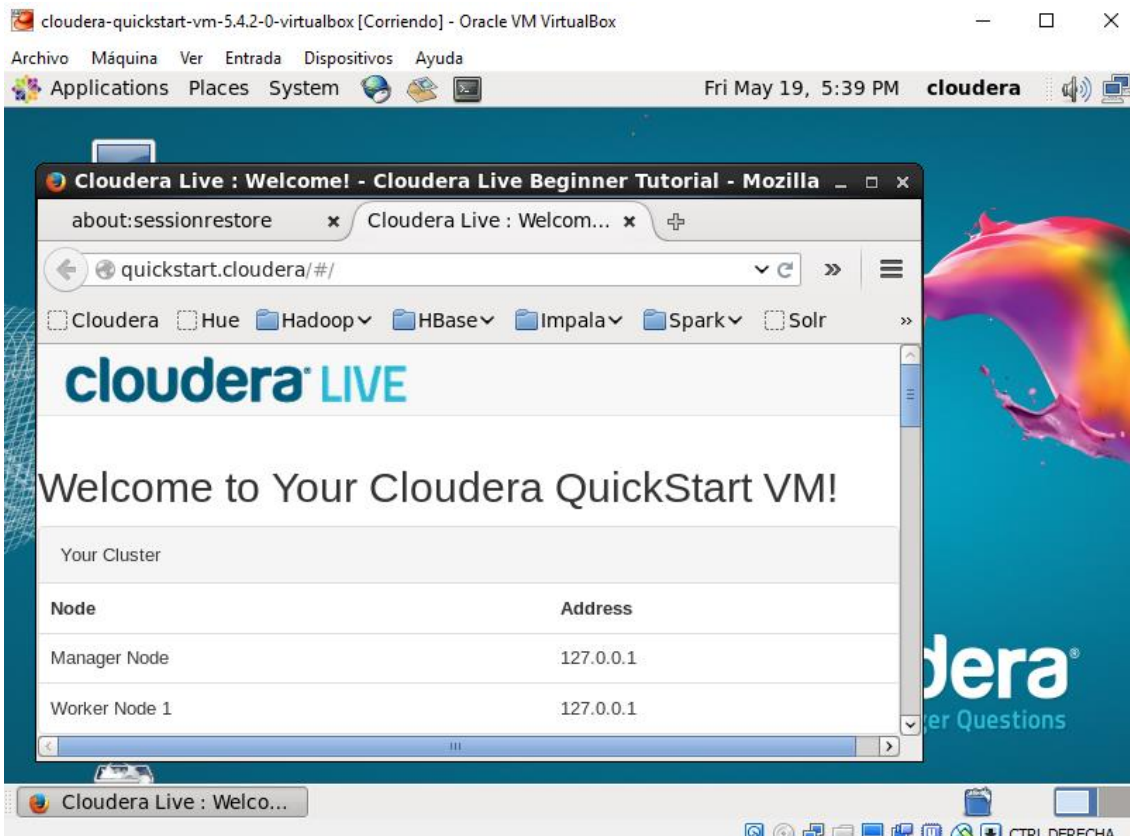 cloudera-quickstart-vm-5.4.2-0-virtualbox [Corriendo] - Oracle VM VirtualBox
Archivo Máquina Ver Entrada Dispositivos Ayuda
Applications Places System Fri May 19, 5:39 PM cloudera
Cloudera Live : Welcome! - Cloudera Live Beginner Tutorial - Mozilla
about:sessionrestore Cloudera Live : Welcom...
quickstart.cloudera/#/
Cloudera Hue Hadoop HBase Impala Spark Solr
cloudera LIVE
Welcome to Your Cloudera QuickStart VM!
Your Cluster
Node Address
Manager Node 127.0.0.1
Worker Node 1 127.0.0.1
dera
er Questions
Cloudera Live : Welco...
CTRL DERECHA